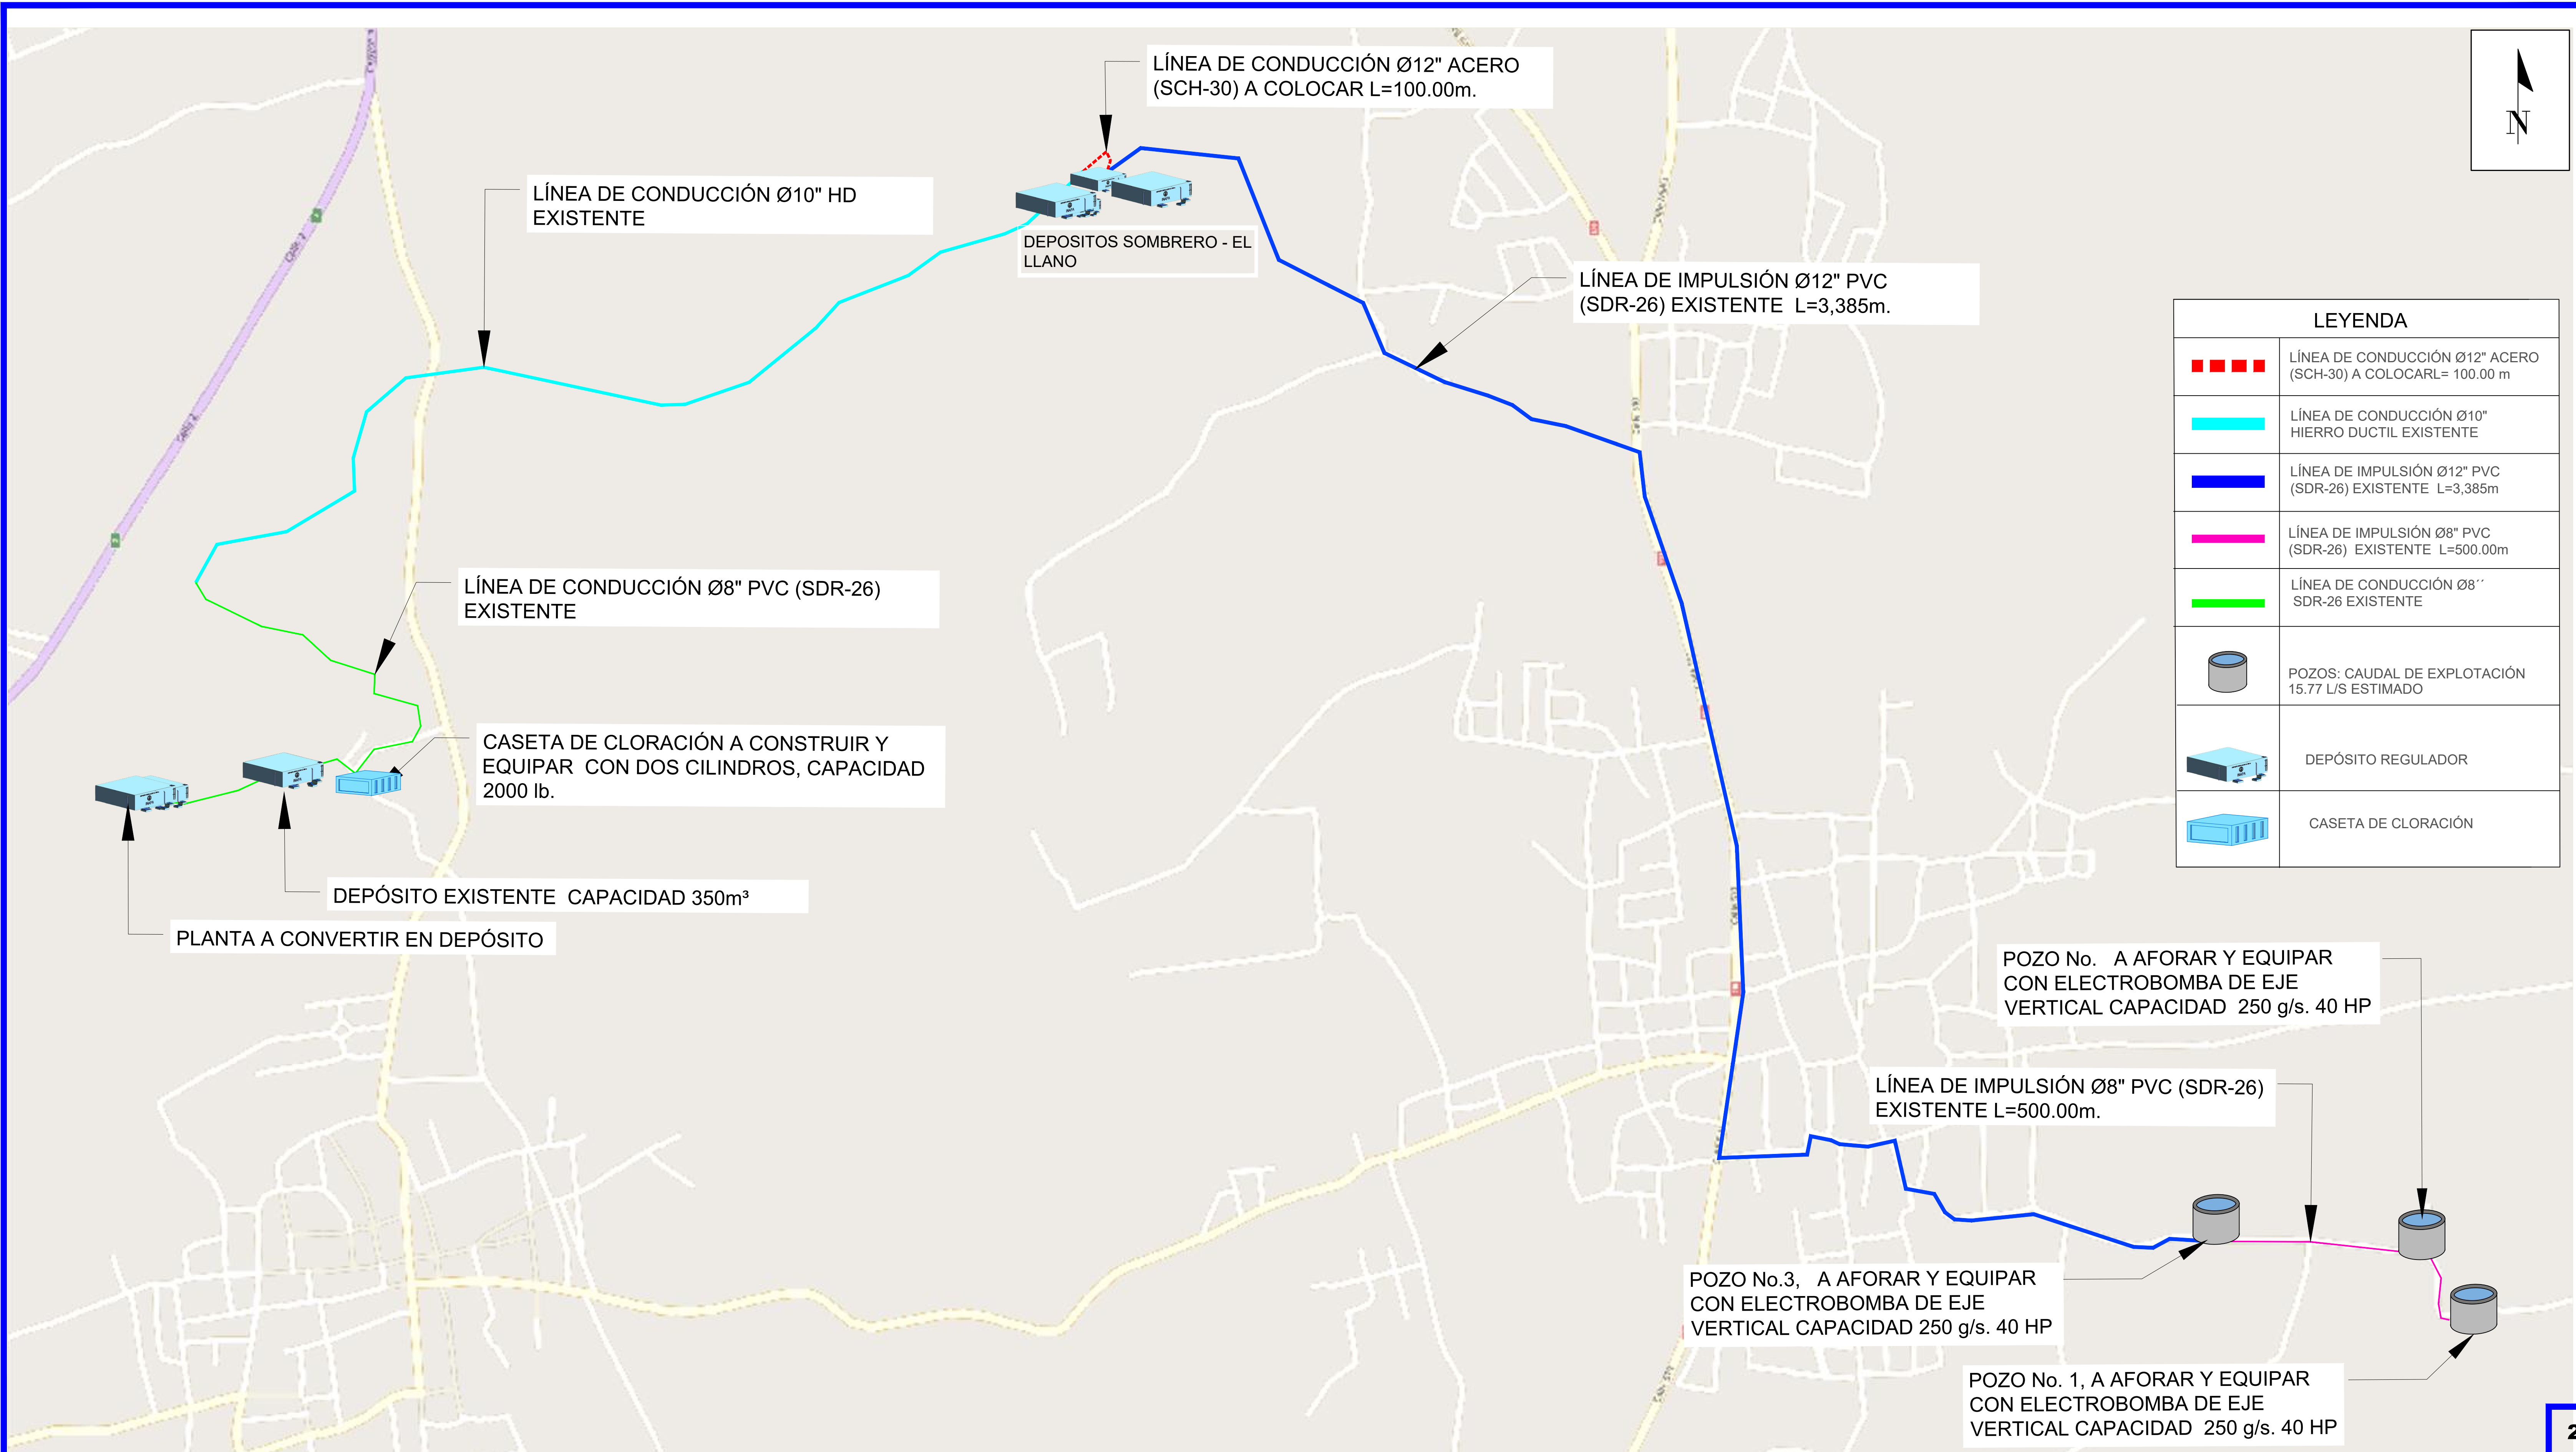 LÍNEA DE CONDUCCIÓN Ø12" ACERO
(SCH-30) A COLOCAR L=100.00m.
N
LÍNEA DE CONDUCCIÓN Ø10" HD
EXISTENTE
DEPOSITOS SOMBRERO - EL
LLANO
LÍNEA DE IMPULSIÓN Ø12" PVC
(SDR-26) EXISTENTE L=3,385m.
LEYENDA
LÍNEA DE CONDUCCIÓN Ø12" ACERO
(SCH-30) A COLOCARL= 100.00 m
LÍNEA DE CONDUCCIÓN Ø10"
HIERRO DUCTIL EXISTENTE
LÍNEA DE IMPULSIÓN Ø12" PVC
(SDR-26) EXISTENTE L=3,385m
LÍNEA DE IMPULSIÓN Ø8" PVC
(SDR-26) EXISTENTE L=500.00m
LÍNEA DE CONDUCCIÓN Ø8´´
SDR-26 EXISTENTE
POZOS: CAUDAL DE EXPLOTACIÓN
15.77 L/S ESTIMADO
DEPÓSITO REGULADOR
CASETA DE CLORACIÓN
LÍNEA DE CONDUCCIÓN Ø8" PVC (SDR-26)
EXISTENTE
CASETA DE CLORACIÓN A CONSTRUIR Y
EQUIPAR CON DOS CILINDROS, CAPACIDAD
2000 lb.
DEPÓSITO EXISTENTE CAPACIDAD 350m³
PLANTA A CONVERTIR EN DEPÓSITO
POZO No. A AFORAR Y EQUIPAR
CON ELECTROBOMBA DE EJE
VERTICAL CAPACIDAD 250 g/s. 40 HP
LÍNEA DE IMPULSIÓN Ø8" PVC (SDR-26)
EXISTENTE L=500.00m.
POZO No.3, A AFORAR Y EQUIPAR
CON ELECTROBOMBA DE EJE
VERTICAL CAPACIDAD 250 g/s. 40 HP
POZO No. 1, A AFORAR Y EQUIPAR
CON ELECTROBOMBA DE EJE
VERTICAL CAPACIDAD 250 g/s. 40 HP